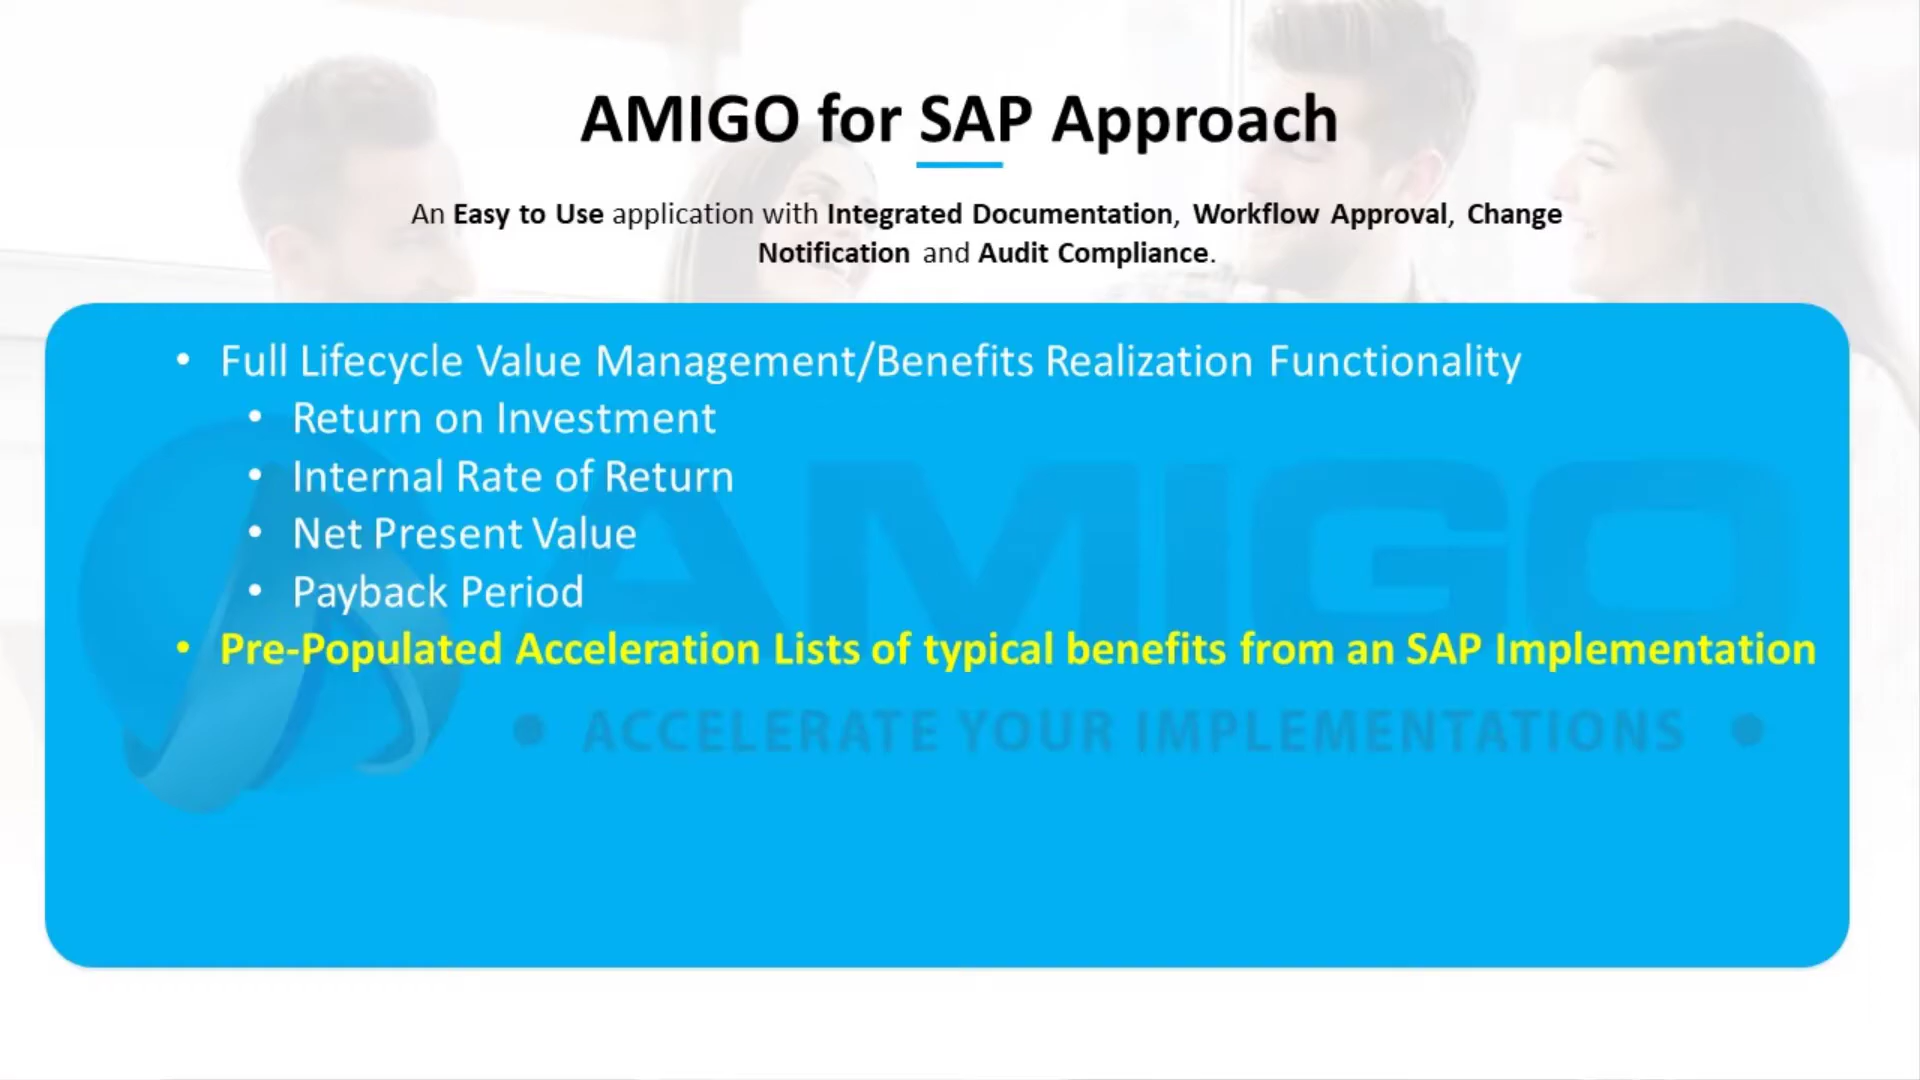 AMIGO for SAP Approach
An Easy to Use application with Integrated Documentation, Workflow Approval, Change
Notification and Audit Compliance.
• Full Lifecycle Value Management/Benefits Realization Functionality
• Return on Investment
• Internal Rate of Return
• Net Present Value
• Payback Period
• Pre-Populated Acceleration Lists of typical benefits from an SAP Implementation
AMIGO
• ACCELERATE YOUR IMPLEMENTATIONS •